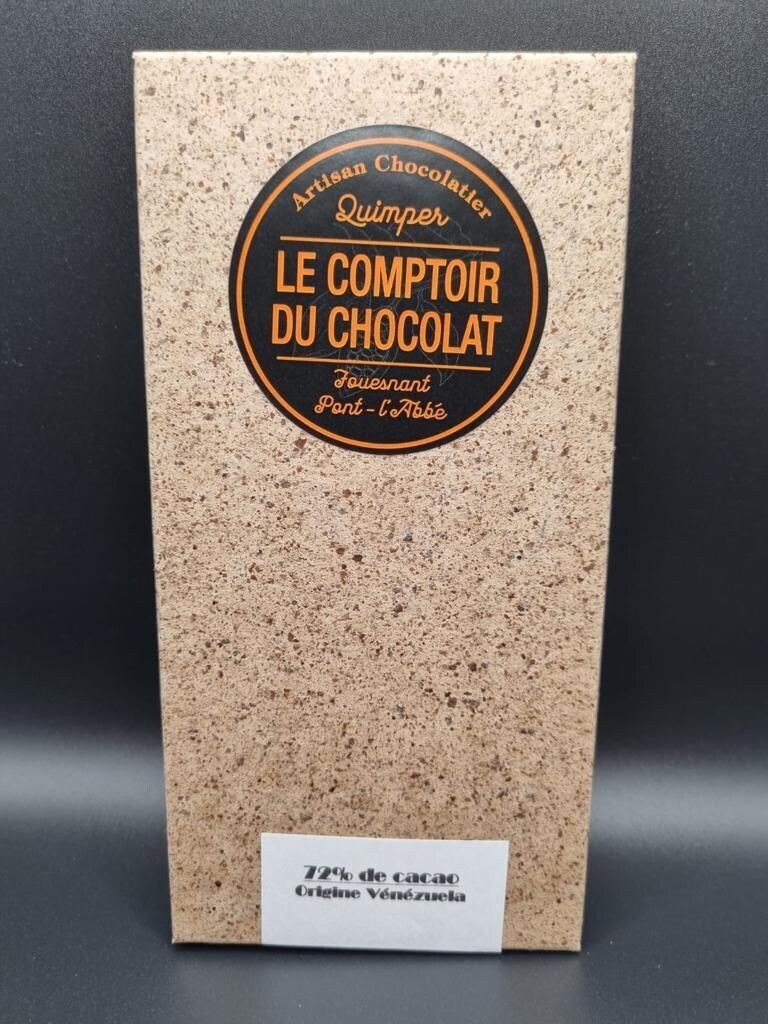 Artisan Chocolatier
Quimper
LE COMPTOIR
DU CHOCOLAT
Fouesnant
Pont-l'Abbé
72% de cacao
Origine Vénézuela